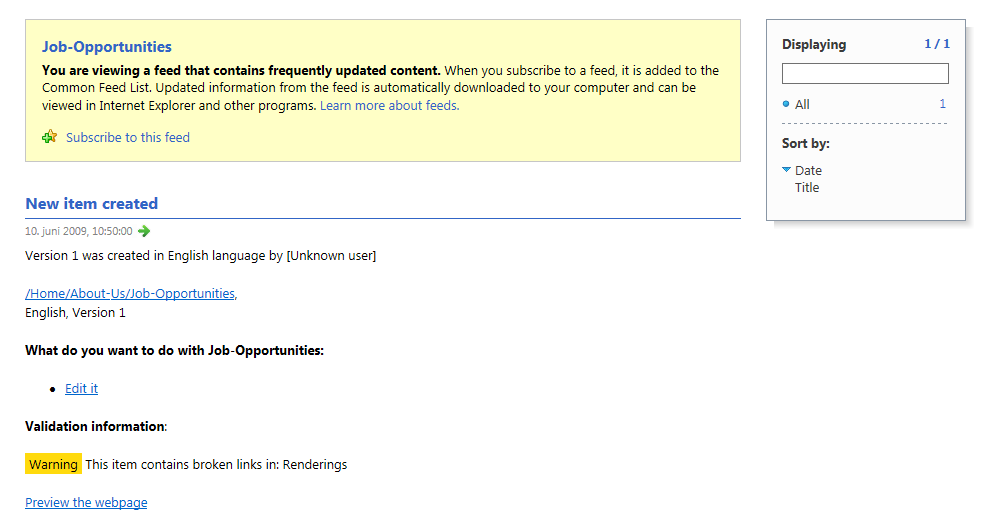 Job-Opportunities
You are viewing a feed that contains frequently updated content. When you subscribe to a feed, it is added to the
Common Feed List. Updated information from the feed is automatically downloaded to your computer and can be
viewed in Internet Explorer and other programs. Learn more about feeds.
Subscribe to this feed
New item created
10. juni 2009, 10:50:00
Version 1 was created in English language by [Unknown user]
/Home/About-Us/Job-Opportunities,
English, Version 1
What do you want to do with Job-Opportunities:
• Edit it
Validation information:
Warning This item contains broken links in: Renderings
Preview the webpage
Displaying 1 / 1
All 1
Sort by:
Date
Title